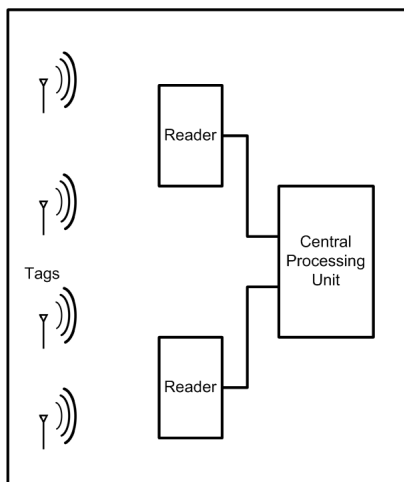 Reader
Central
Processing
Unit
Tags
Reader